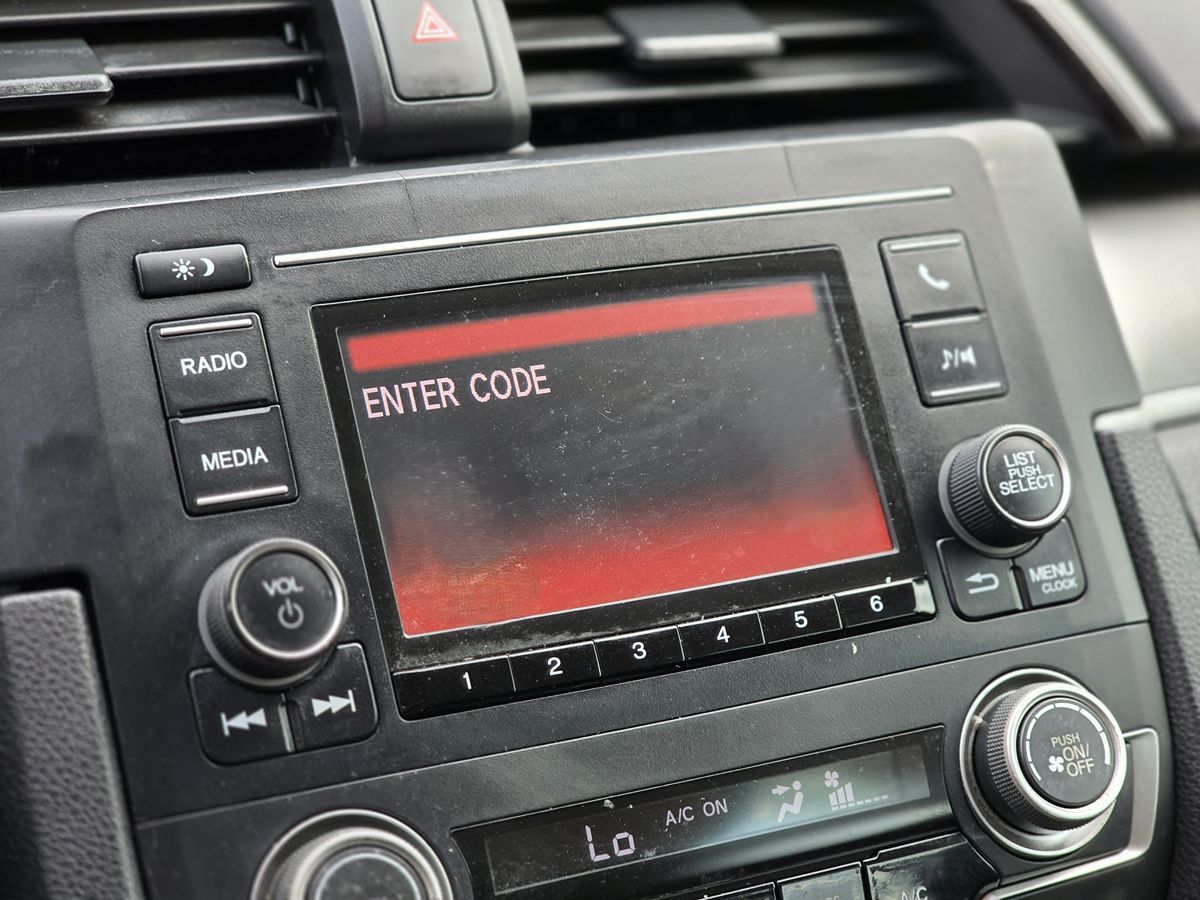 RADIO
MEDIA
ENTER CODE
VOL
LIST
PUSH
SELECT
MENU
CLOCK
1 2 3 4 5 6
PUSH
ON/
OFF
Lo A/C ON
A/C